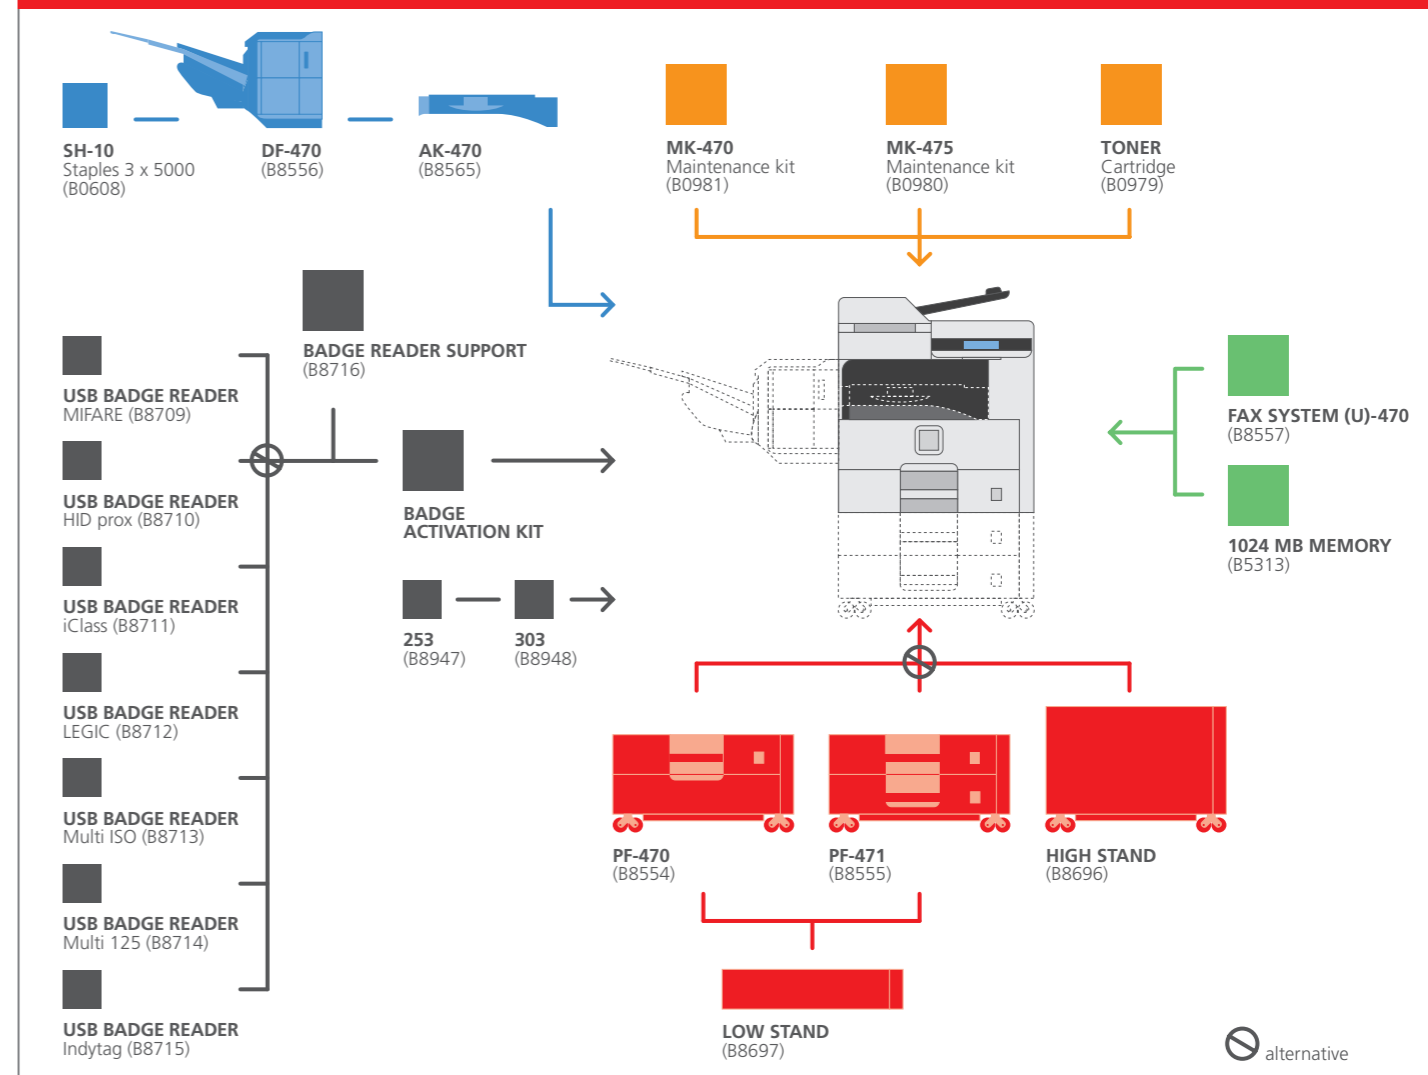 SH-10
Staples 3 x 5000
(B0608)
DF-470
(B8556)
AK-470
(B8565)
MK-470
Maintenance kit
(B0981)
MK-475
Maintenance kit
(B0980)
TONER
Cartridge
(B0979)
BADGE READER SUPPORT
(B8716)
USB BADGE READER
MIFARE (B8709)
USB BADGE READER
HID prox (B8710)
USB BADGE READER
iClass (B8711)
USB BADGE READER
LEGIC (B8712)
USB BADGE READER
Multi ISO (B8713)
USB BADGE READER
Multi 125 (B8714)
USB BADGE READER
Indytag (B8715)
BADGE
ACTIVATION KIT
253
(B8947)
303
(B8948)
FAX SYSTEM (U)-470
(B8557)
1024 MB MEMORY
(B5313)
PF-470
(B8554)
PF-471
(B8555)
HIGH STAND
(B8696)
LOW STAND
(B8697)
alternative